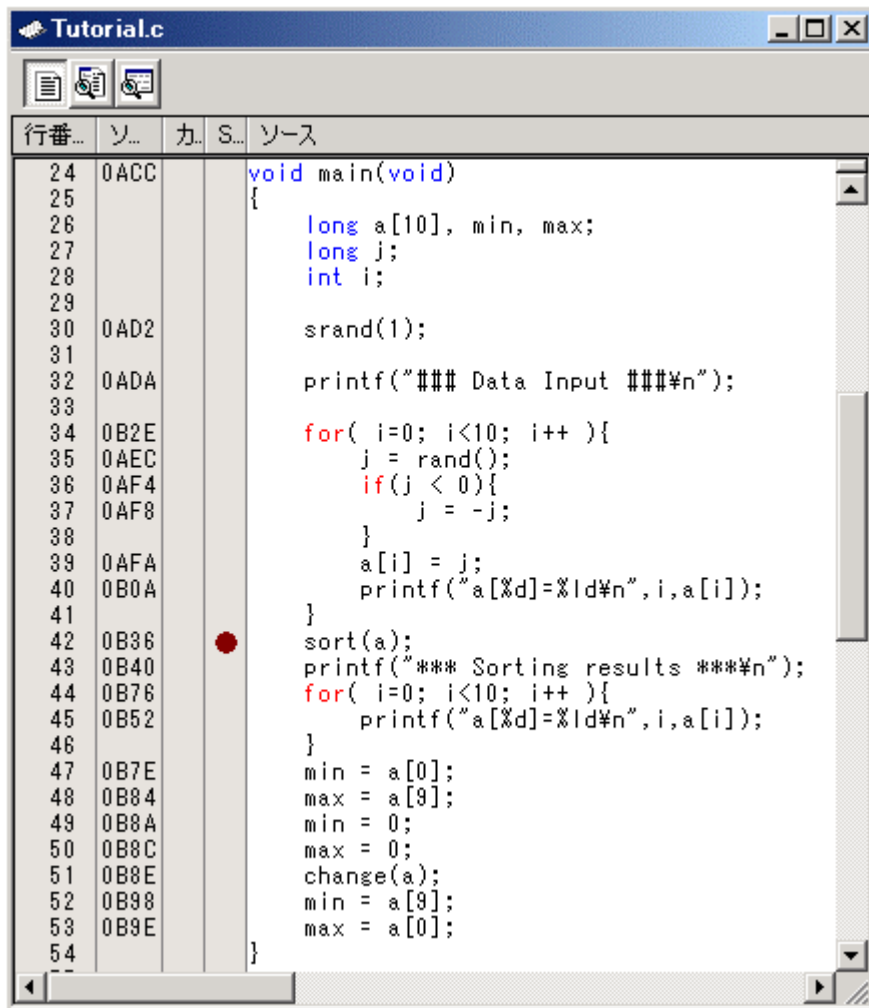 Tutorial.c
行番... ソ... カ.. S... ソース
24 0ACC void main(void)
25 {
26 long a[10], min, max;
27 long j;
28 int i;
29
30 0AD2 srand(1);
31
32 0ADA printf("### Data Input ###¥n");
33
34 0B2E for( i=0; i<10; i++ ){
35 0AEC j = rand();
36 0AF4 if(j < 0){
37 0AF8 j = -j;
38 }
39 0AFA a[i] = j;
40 0B0A printf("a[%d]=%ld¥n",i,a[i]);
41 }
42 0B36 sort(a);
43 0B40 printf("*** Sorting results ***¥n");
44 0B76 for( i=0; i<10; i++ ){
45 0B52 printf("a[%d]=%ld¥n",i,a[i]);
46 }
47 0B7E min = a[0];
48 0B84 max = a[9];
49 0B8A min = 0;
50 0B8C max = 0;
51 0B8E change(a);
52 0B98 min = a[9];
53 0B9E max = a[0];
54 }